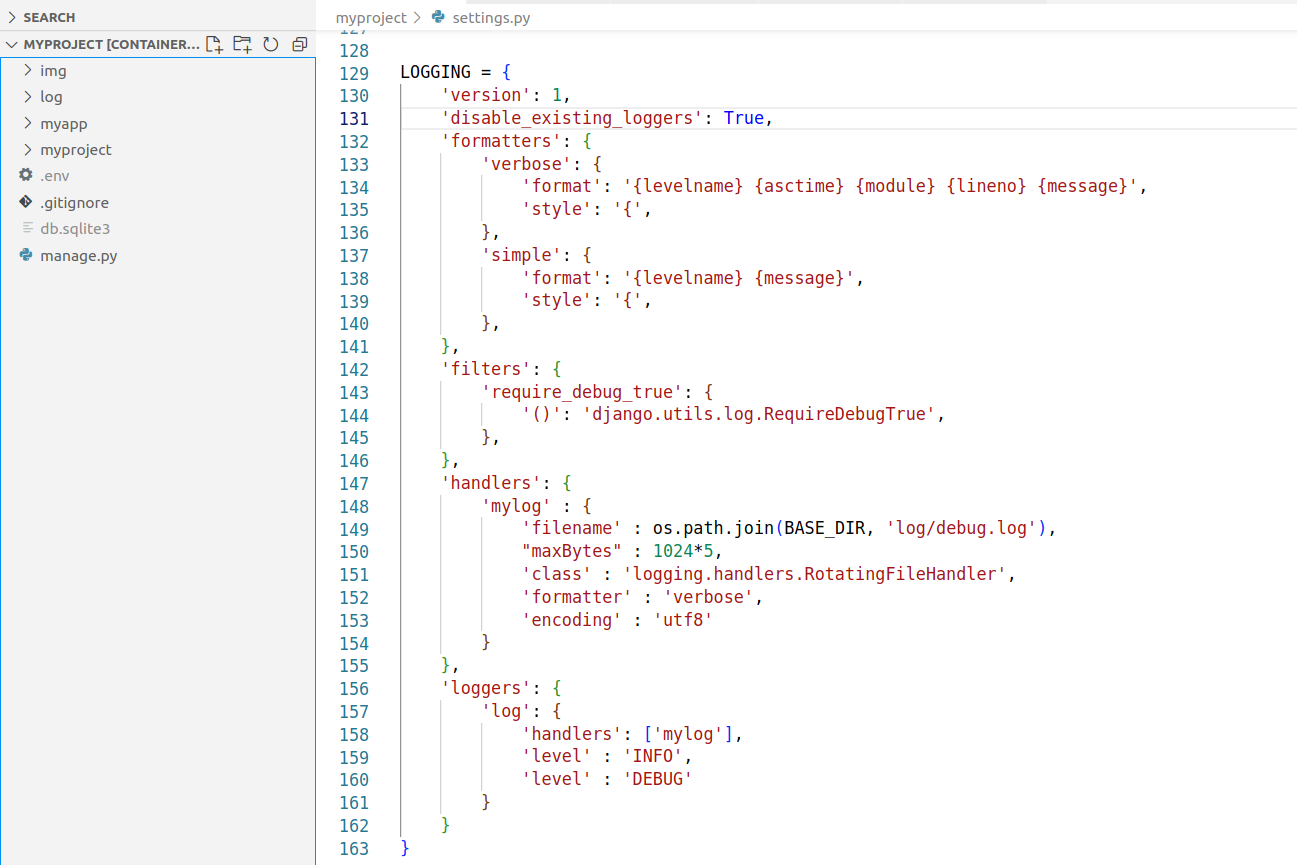 SEARCH
MYPROJECT [CONTAINER...
img
log
myapp
myproject
.env
.gitignore
db.sqlite3
manage.py
myproject > settings.py
127
128
129 LOGGING = {
130     'version': 1,
131     'disable_existing_loggers': True,
132     'formatters': {
133         'verbose': {
134             'format': '{levelname} {asctime} {module} {lineno} {message}',
135             'style': '{',
136         },
137         'simple': {
138             'format': '{levelname} {message}',
139             'style': '{',
140         },
141     },
142     'filters': {
143         'require_debug_true': {
144             '()': 'django.utils.log.RequireDebugTrue',
145         },
146     },
147     'handlers': {
148         'mylog' : {
149             'filename' : os.path.join(BASE_DIR, 'log/debug.log'),
150             "maxBytes" : 1024*5,
151             'class' : 'logging.handlers.RotatingFileHandler',
152             'formatter' : 'verbose',
153             'encoding' : 'utf8'
154         }
155     },
156     'loggers': {
157         'log': {
158             'handlers': ['mylog'],
159             'level' : 'INFO',
160             'level' : 'DEBUG'
161         }
162     }
163 }